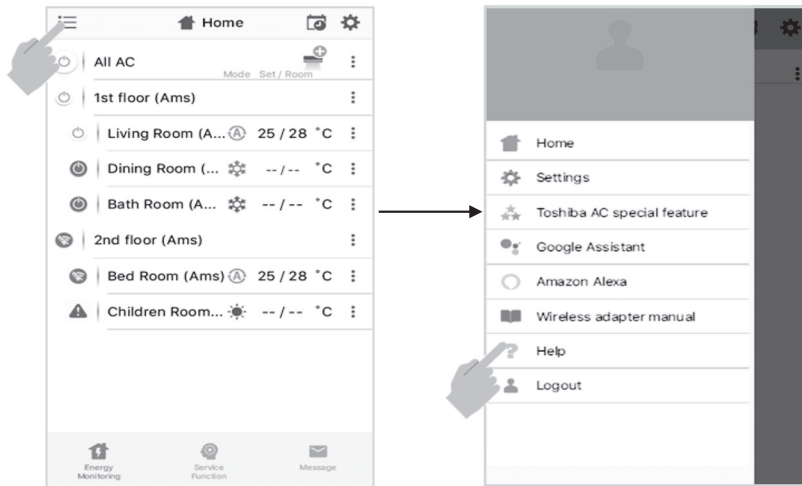 Home
All AC
Mode Set / Room
1st floor (Ams)
Living Room (A... A 25 / 28 °C
Dining Room (... -- / -- °C
Bath Room (A... -- / -- °C
2nd floor (Ams)
Bed Room (Ams) A 25 / 28 °C
Children Room... -- / -- °C
Energy
Monitoring
Service
Function
Message
Home
Settings
Toshiba AC special feature
Google Assistant
Amazon Alexa
Wireless adapter manual
Help
Logout